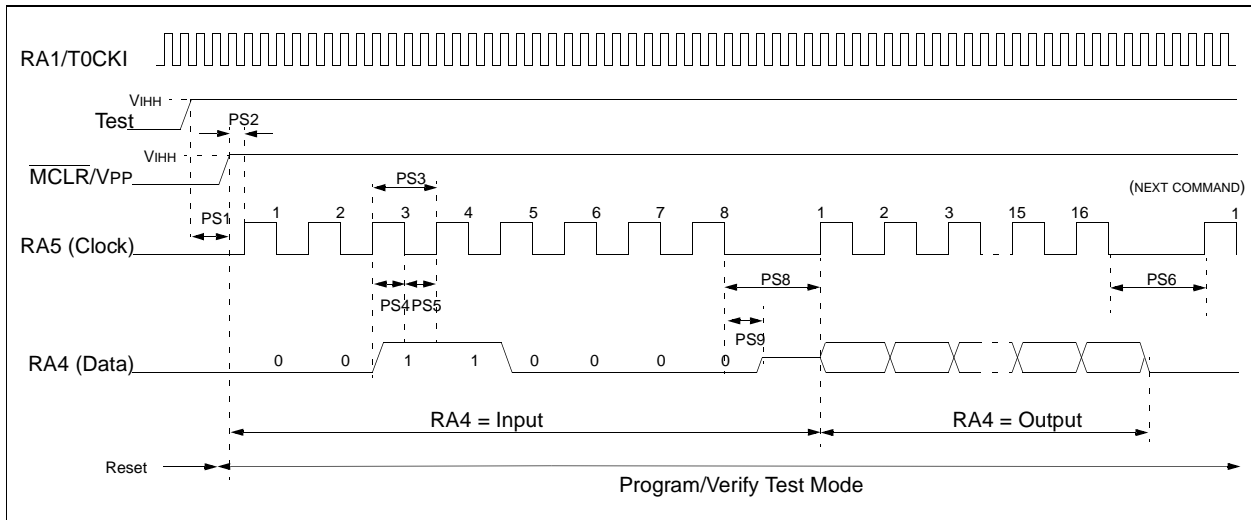 RA1/T0CKI
VIHH
Test
PS2
VIHH
MCLR/VPP
PS3
(NEXT COMMAND)
PS1
1 2 3 4 5 6 7 8 1 2 3 15 16 1
RA5 (Clock)
PS8
PS6
PS4 PS5
PS9
RA4 (Data)
0 0 1 1 0 0 0 0
RA4 = Input
RA4 = Output
Reset
Program/Verify Test Mode